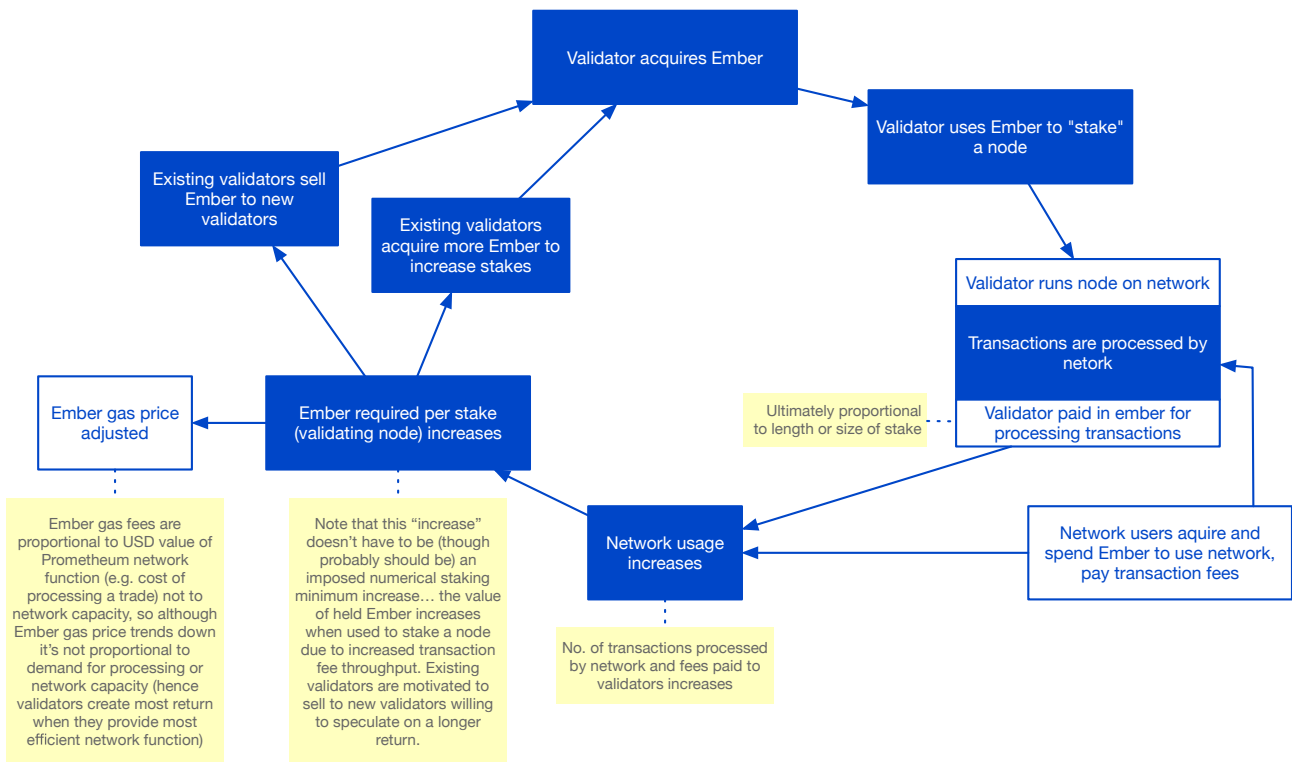 Validator acquires Ember
Validator uses Ember to "stake"
a node
Existing validators sell
Ember to new
validators
Existing validators
acquire more Ember to
increase stakes
Validator runs node on network
Transactions are processed by
netork
Validator paid in ember for
processing transactions
Ultimately proportional
to length or size of stake
Ember gas price
adjusted
Ember required per stake
(validating node) increases
Network usage
increases
Network users aquire and
spend Ember to use network,
pay transaction fees
Ember gas fees are
proportional to USD value of
Prometheum network
function (e.g. cost of
processing a trade) not to
network capacity, so although
Ember gas price trends down
it’s not proportional to
demand for processing or
network capacity (hence
validators create most return
when they provide most
efficient network function)
Note that this “increase”
doesn’t have to be (though
probably should be) an
imposed numerical staking
minimum increase… the value
of held Ember increases
when used to stake a node
due to increased transaction
fee throughput. Existing
validators are motivated to
sell to new validators willing
to speculate on a longer
return.
No. of transactions processed
by network and fees paid to
validators increases